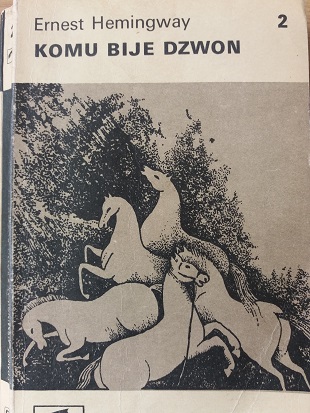 Ernest Hemingway 2
KOMU BIJE DZWON